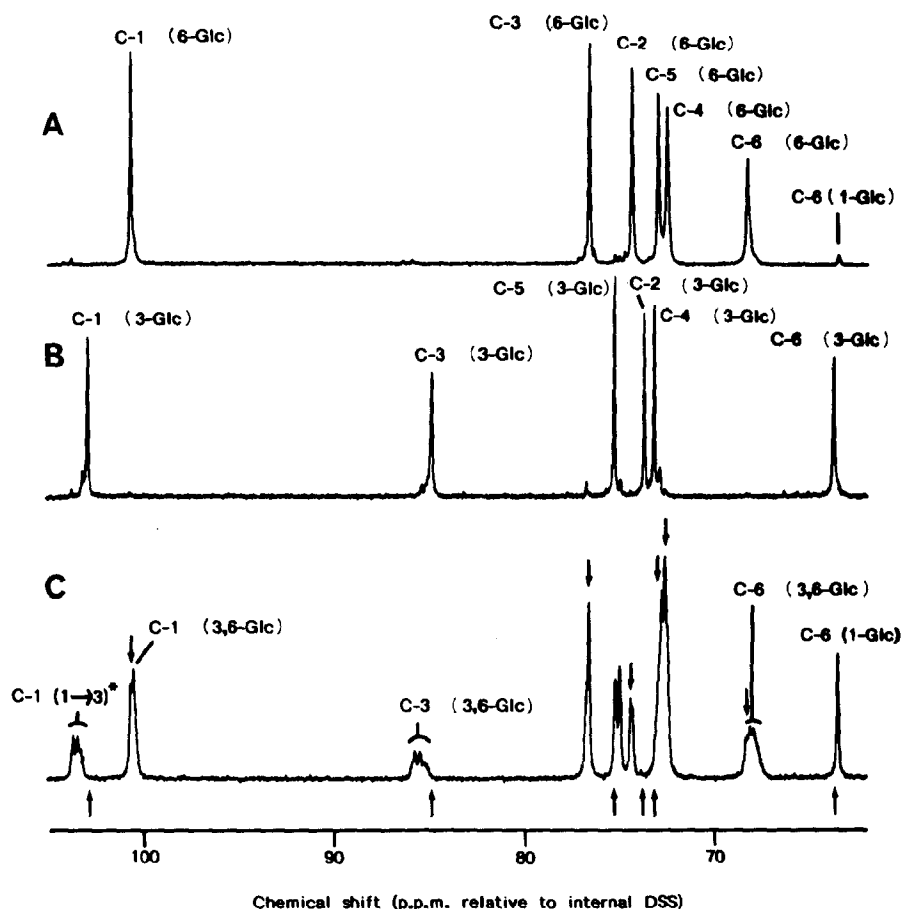 C-1 (6-Glc)
C-3 (6-Glc)
C-2 (6-Glc)
C-5 (6-Glc)
C-4 (6-Glc)
C-6 (6-Glc)
C-6 (1-Glc)
A
C-5 (3-Glc)
C-2 (3-Glc)
C-4 (3-Glc)
C-1 (3-Glc)
C-3 (3-Glc)
C-6 (3-Glc)
B
C
C-6 (3,6-Glc)
C-1 (3,6-Glc)
C-6 (1-Glc)
C-1 (1→3)*
C-3 (3,6-Glc)
100 90 80 70
Chemical shift (p.p.m. relative to internal DSS)